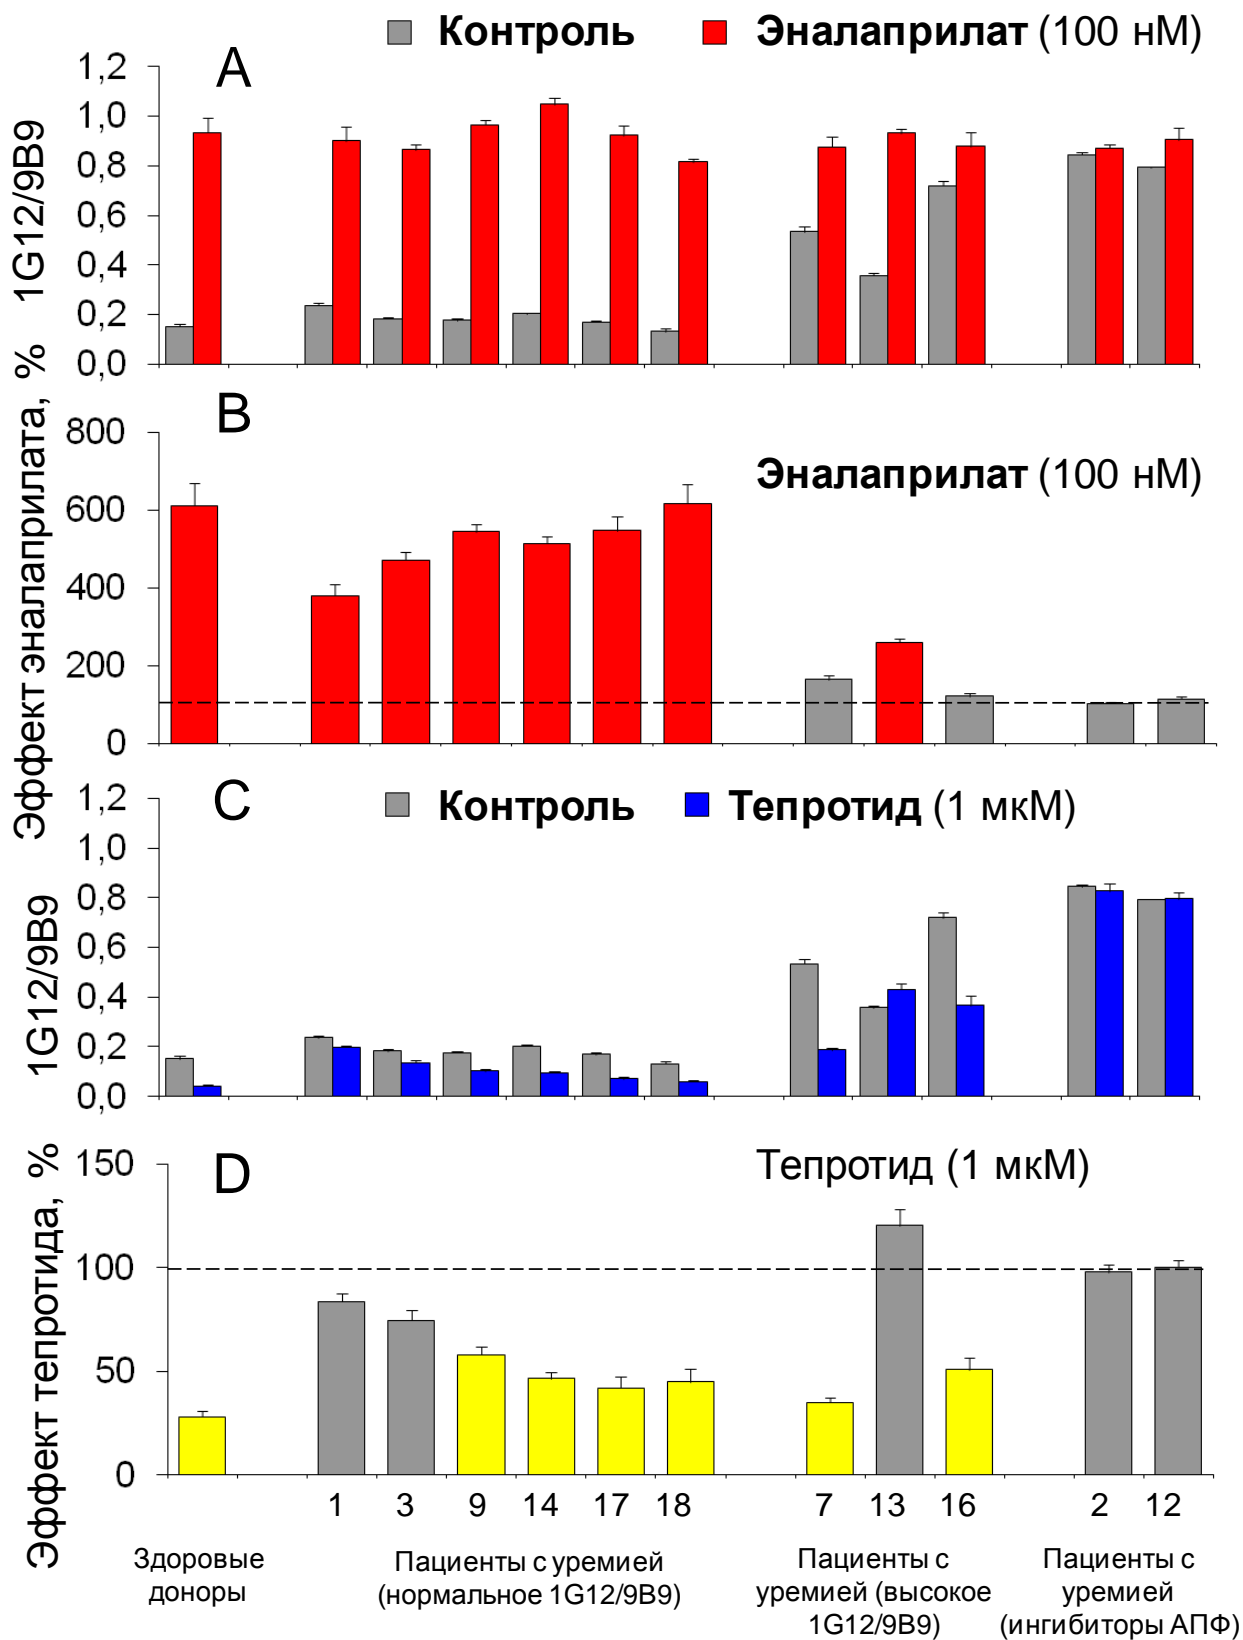 Контроль Эналаприлат (100 нМ)
A
1G12/9B9
1,2
1,0
0,8
0,6
0,4
0,2
0,0
B
Эффект эналаприлата, %
Эналаприлат (100 нМ)
800
600
400
200
0
C
Контроль Тепротид (1 мкМ)
1G12/9B9
1,2
1,0
0,8
0,6
0,4
0,2
0,0
D
Тепротид (1 мкМ)
Эффект тепротида, %
150
100
50
0
1 3 9 14 17 18 7 13 16 2 12
Здоровые
доноры
Пациенты с уремией
(нормальное 1G12/9B9)
Пациенты с
уремией (высокое
1G12/9B9)
Пациенты с
уремией
(ингибиторы АПФ)